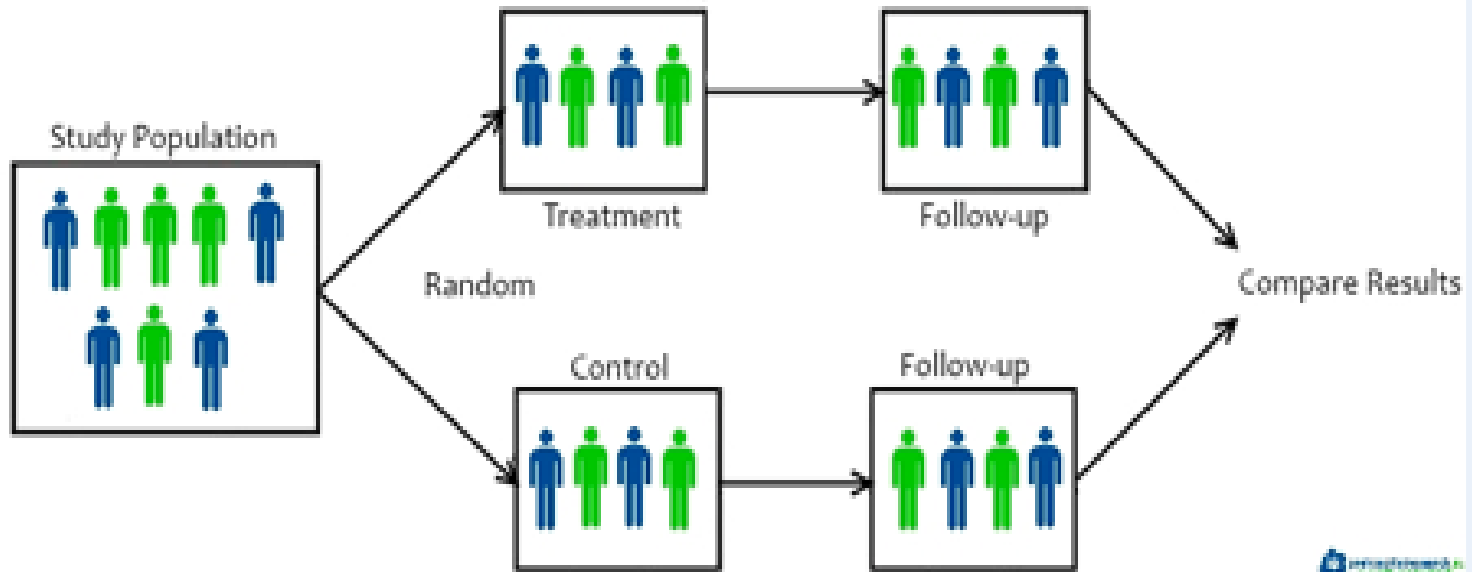 Study Population
Treatment
Follow-up
Random
Compare Results
Control
Follow-up